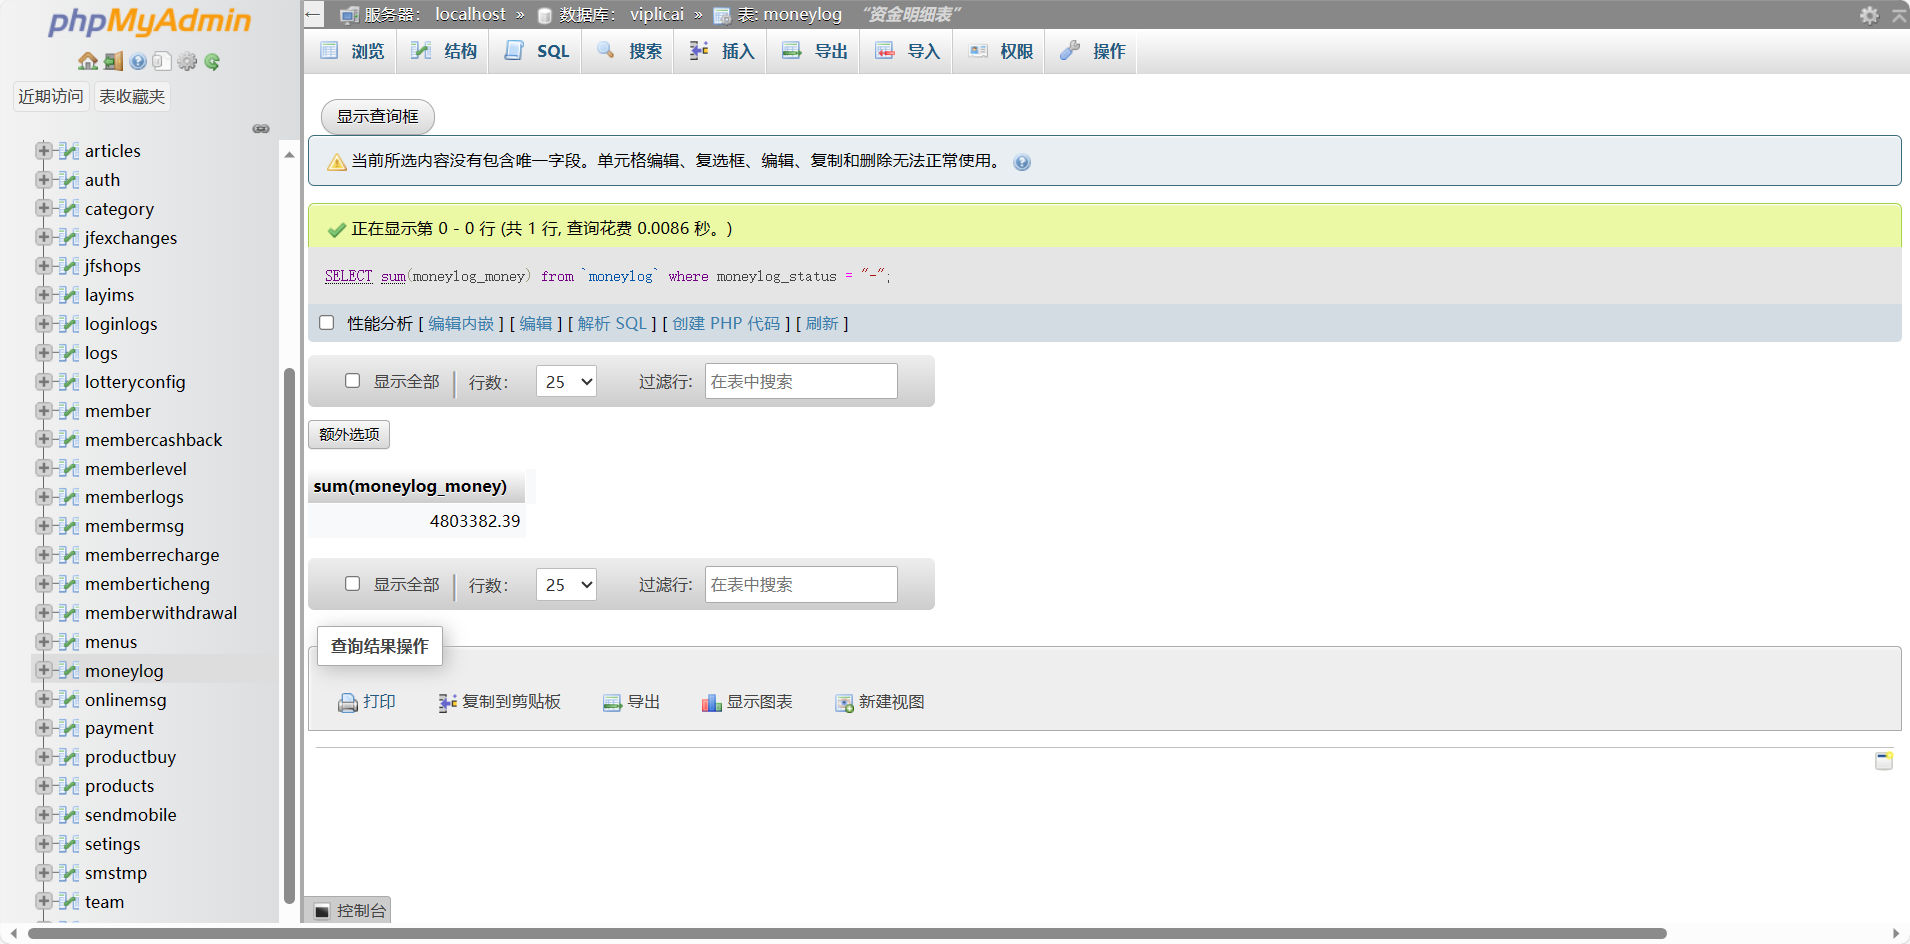 phpMyAdmin
近期访问 表收藏夹
articles
auth
category
jfexchanges
jfshops
layims
loginlogs
logs
lotteryconfig
member
membercashback
memberlevel
memberlogs
membermsg
memberrecharge
memberticheng
memberwithdrawal
menus
moneylog
onlinemsg
payment
productbuy
products
sendmobile
setings
smstmp
team
服务器： localhost » 数据库： viplicai » 表: moneylog “资金明细表”
浏览 结构 SQL 搜索 插入 导出 导入 权限 操作
显示查询框
当前所选内容没有包含唯一字段。单元格编辑、复选框、编辑、复制和删除无法正常使用。
正在显示第 0 - 0 行 (共 1 行, 查询花费 0.0086 秒。)
SELECT sum(moneylog_money) from `moneylog` where moneylog_status = "-";
性能分析 [ 编辑内嵌 ] [ 编辑 ] [ 解析 SQL ] [ 创建 PHP 代码 ] [ 刷新 ]
显示全部 行数： 25 过滤行: 在表中搜索
额外选项
sum(moneylog_money)
4803382.39
显示全部 行数： 25 过滤行: 在表中搜索
查询结果操作
打印 复制到剪贴板 导出 显示图表 新建视图
控制台